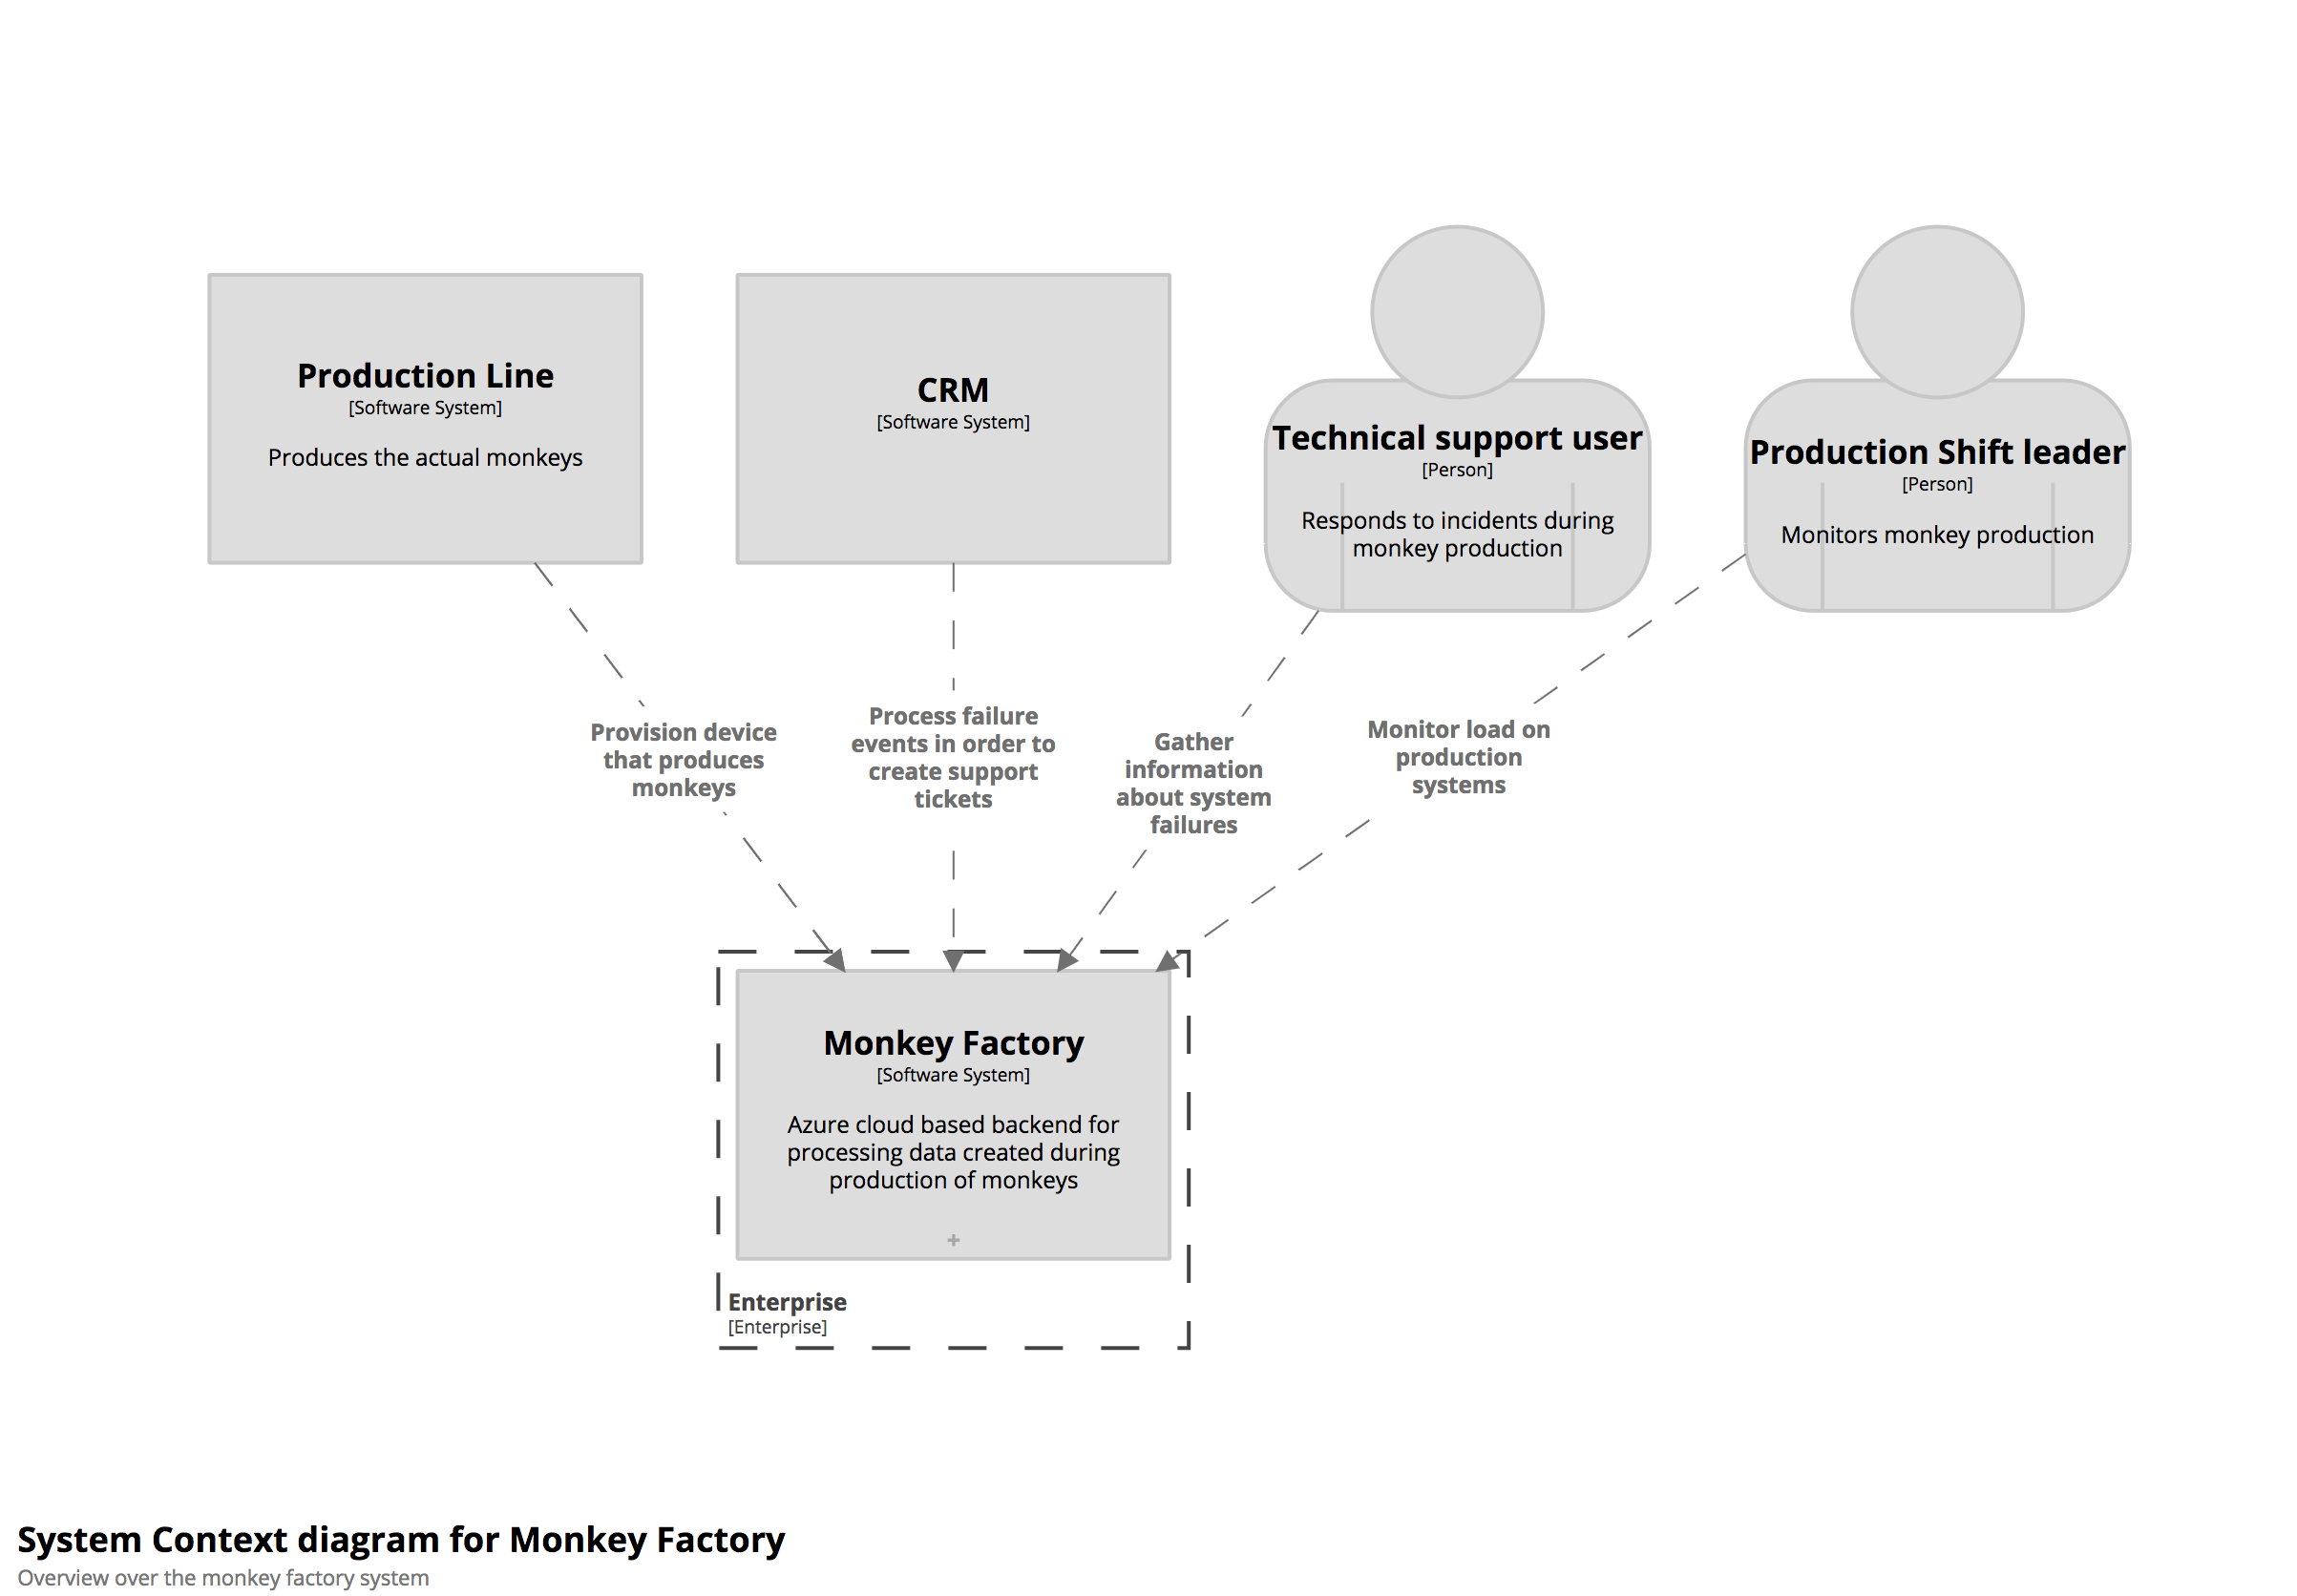 Production Line
[Software System]
Produces the actual monkeys
CRM
[Software System]
Technical support user
[Person]
Responds to incidents during
monkey production
Production Shift leader
[Person]
Monitors monkey production
Provision device
that produces
monkeys
Process failure
events in order to
create support
tickets
Gather
information
about system
failures
Monitor load on
production
systems
Monkey Factory
[Software System]
Azure cloud based backend for
processing data created during
production of monkeys
+
Enterprise
[Enterprise]
System Context diagram for Monkey Factory
Overview over the monkey factory system